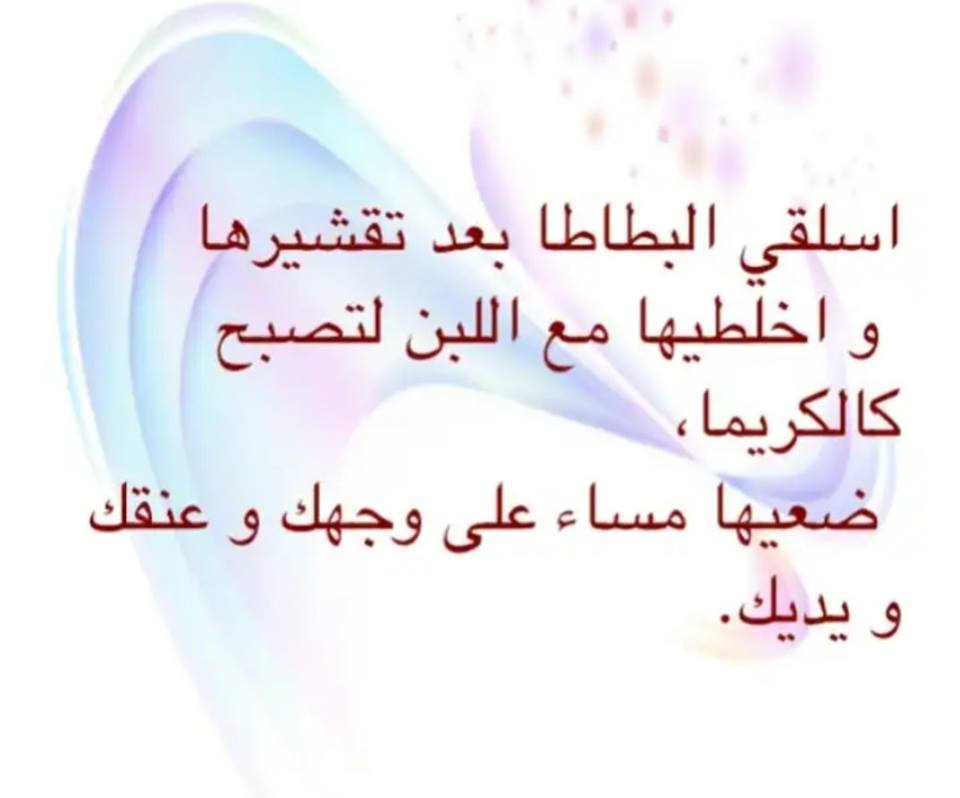 اسلقي البطاطا بعد تقشيرها
و اخلطيها مع اللبن لتصبح
كالكريما،
ضعيها مساء على وجهك و عنقك
و يديك.